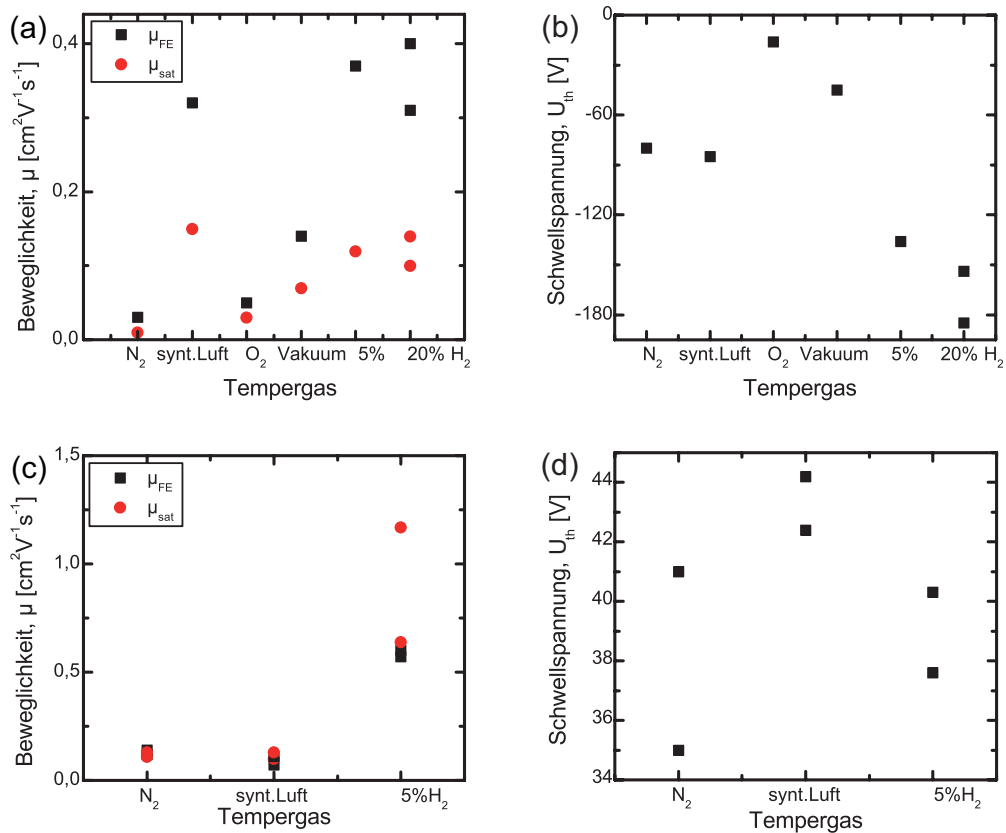 (a)
μFE
μsat
Beweglichkeit, μ [cm²V⁻¹s⁻¹]
0,4
0,2
0,0
N₂ synt.Luft O₂ Vakuum 5% 20% H₂
Tempergas
(b)
Schwellspannung, Uth [V]
0
-60
-120
-180
N₂ synt.Luft O₂ Vakuum 5% 20% H₂
Tempergas
(c)
μFE
μsat
Beweglichkeit, μ [cm²V⁻¹s⁻¹]
1,5
1,0
0,5
0,0
N₂ synt.Luft 5%H₂
Tempergas
(d)
Schwellspannung, Uth [V]
44
42
41
39
38
36
35
34
N₂ synt.Luft 5%H₂
Tempergas